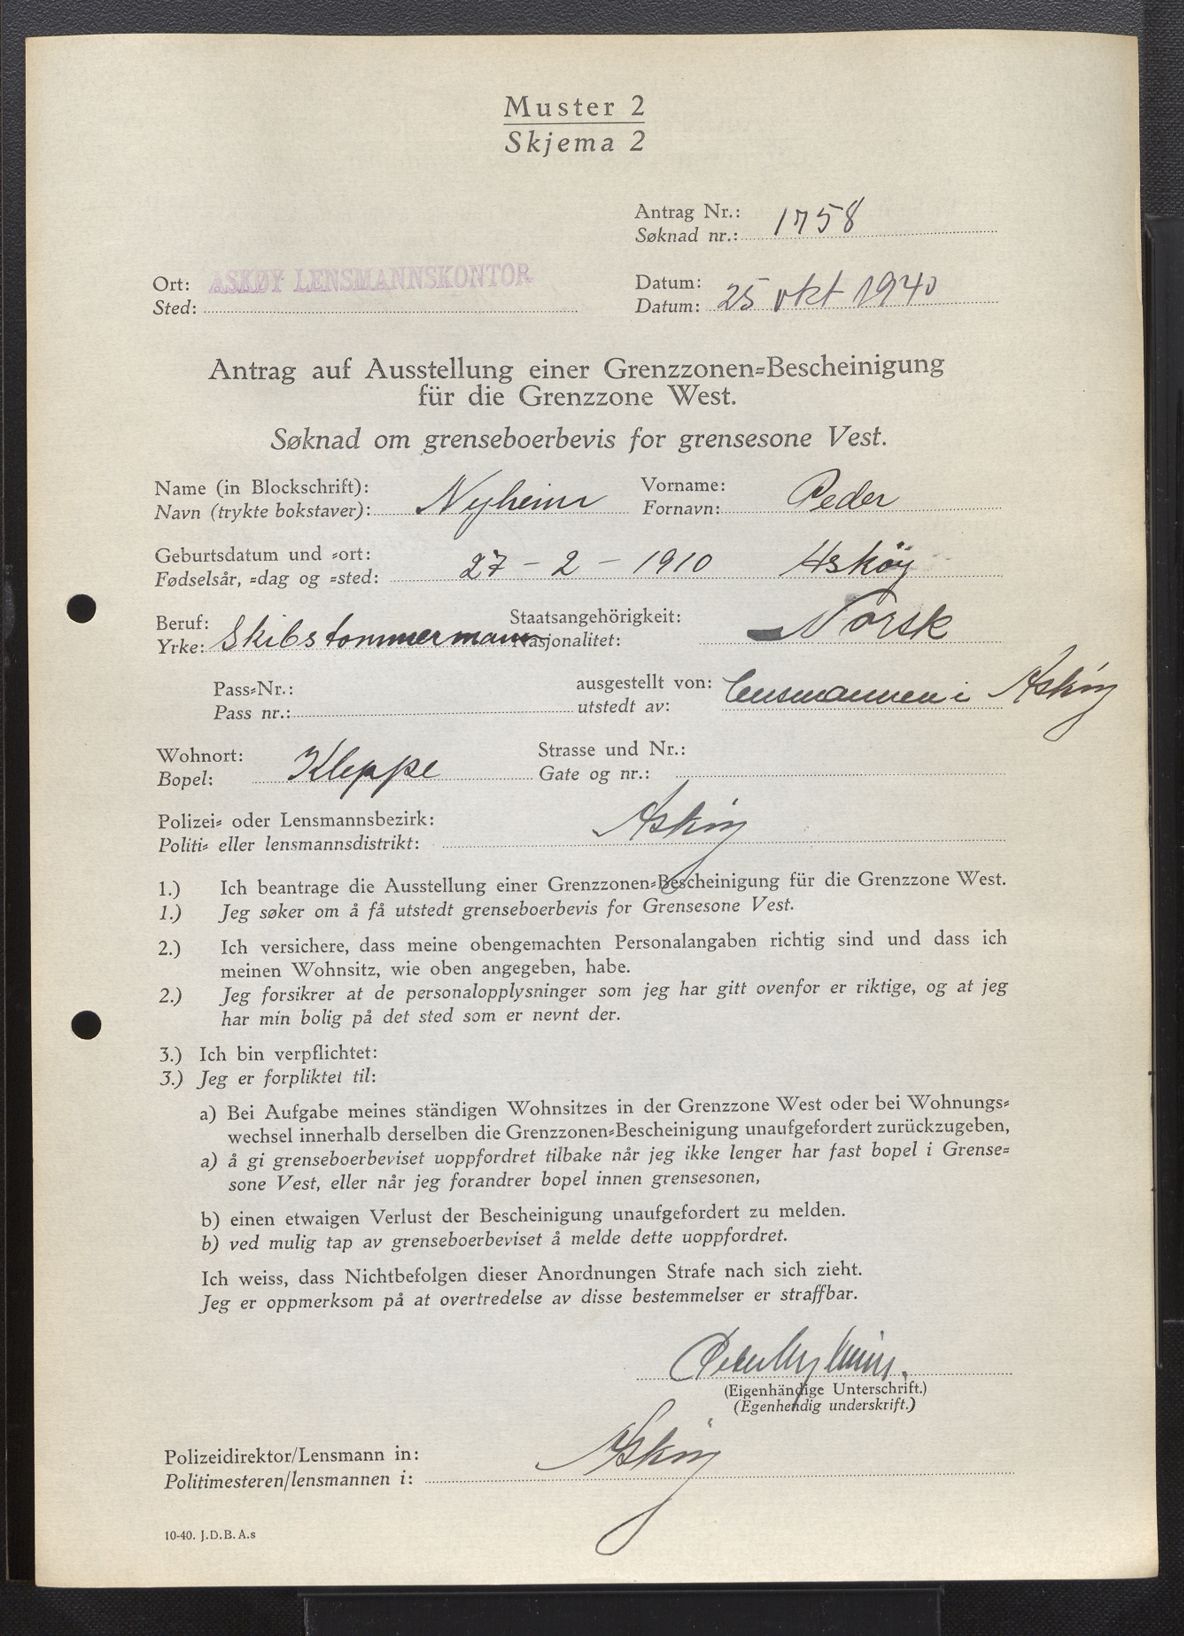 Muster 2
Skjema 2
Antrag Nr.: 1758
Søknad nr.:
Ort: ASKØY LENSMANNSKONTOR
Sted:
Datum: 25 okt 1940
Datum:
Antrag auf Ausstellung einer Grenzzonen=Bescheinigung
für die Grenzzone West.
Søknad om grenseboerbevis for grensesone Vest.
Name (in Blockschrift): Nyheim Vorname: Peder
Navn (trykte bokstaver): Fornavn:
Geburtsdatum und =ort: 27-2-1910 Asköy
Fødselsår, =dag og =sted:
Beruf: Skibstommermann Staatsangehörigkeit: Norsk
Yrke: Nasjonalitet:
Pass=Nr.: ausgestellt von: Lensmannen i Asköy
Pass nr.: utstedt av:
Wohnort: Kleppe Strasse und Nr.:
Bopel: Gate og nr.:
Polizei= oder Lensmannsbezirk: Asköy
Politi= eller lensmannsdistrikt:
1.) Ich beantrage die Ausstellung einer Grenzzonen=Bescheinigung für die Grenzzone West.
1.) Jeg søker om å få utstedt grenseboerbevis for Grensesone Vest.
2.) Ich versichere, dass meine obengemachten Personalangaben richtig sind und dass ich
meinen Wohnsitz, wie oben angegeben, habe.
2.) Jeg forsikrer at de personalopplysninger som jeg har gitt ovenfor er riktige, og at jeg
har min bolig på det sted som er nevnt der.
3.) Ich bin verpflichtet:
3.) Jeg er forpliktet til:
a) Bei Aufgabe meines ständigen Wohnsitzes in der Grenzzone West oder bei Wohnungs=
wechsel innerhalb derselben die Grenzzonen=Bescheinigung unaufgefordert zurückzugeben,
a) å gi grenseboerbeviset uoppfordret tilbake når jeg ikke lenger har fast bopel i Grense=
sone Vest, eller når jeg forandrer bopel innen grensesonen,
b) einen etwaigen Verlust der Bescheinigung unaufgefordert zu melden.
b) ved mulig tap av grenseboerbeviset å melde dette uoppfordret.
Ich weiss, dass Nichtbefolgen dieser Anordnungen Strafe nach sich zieht.
Jeg er oppmerksom på at overtredelse av disse bestemmelser er straffbar.
Peder Nyheim.
(Eigenhändige Unterschrift.)
(Egenhendig underskrift.)
Polizeidirektor/Lensmann in: Asköy
Politimesteren/lensmannen i:
10-40. J.D.B.A.s